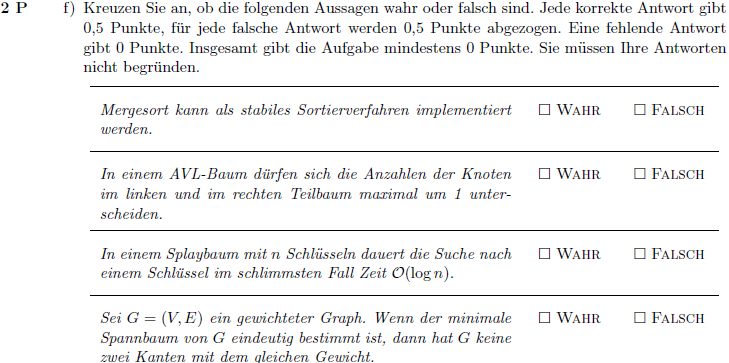 2 P f) Kreuzen Sie an, ob die folgenden Aussagen wahr oder falsch sind. Jede korrekte Antwort gibt
0,5 Punkte, für jede falsche Antwort werden 0,5 Punkte abgezogen. Eine fehlende Antwort
gibt 0 Punkte. Insgesamt gibt die Aufgabe mindestens 0 Punkte. Sie müssen Ihre Antworten
nicht begründen.
Mergesort kann als stabiles Sortierverfahren implementiert ☐ WAHR ☐ FALSCH
werden.
In einem AVL-Baum dürfen sich die Anzahlen der Knoten ☐ WAHR ☐ FALSCH
im linken und im rechten Teilbaum maximal um 1 unter-
scheiden.
In einem Splaybaum mit n Schlüsseln dauert die Suche nach ☐ WAHR ☐ FALSCH
einem Schlüssel im schlimmsten Fall Zeit O(log n).
Sei G = (V, E) ein gewichteter Graph. Wenn der minimale ☐ WAHR ☐ FALSCH
Spannbaum von G eindeutig bestimmt ist, dann hat G keine
zwei Kanten mit dem gleichen Gewicht.